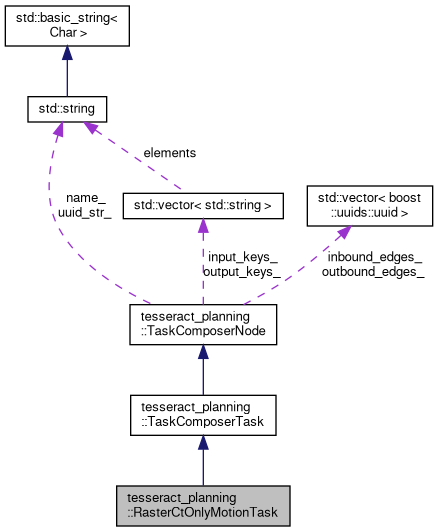 std::basic_string<
Char >
std::string
elements
name_
uuid_str_
std::vector< std::string >
std::vector< boost
::uuids::uuid >
input_keys_
output_keys_
inbound_edges_
outbound_edges_
tesseract_planning
::TaskComposerNode
tesseract_planning
::TaskComposerTask
tesseract_planning
::RasterCtOnlyMotionTask